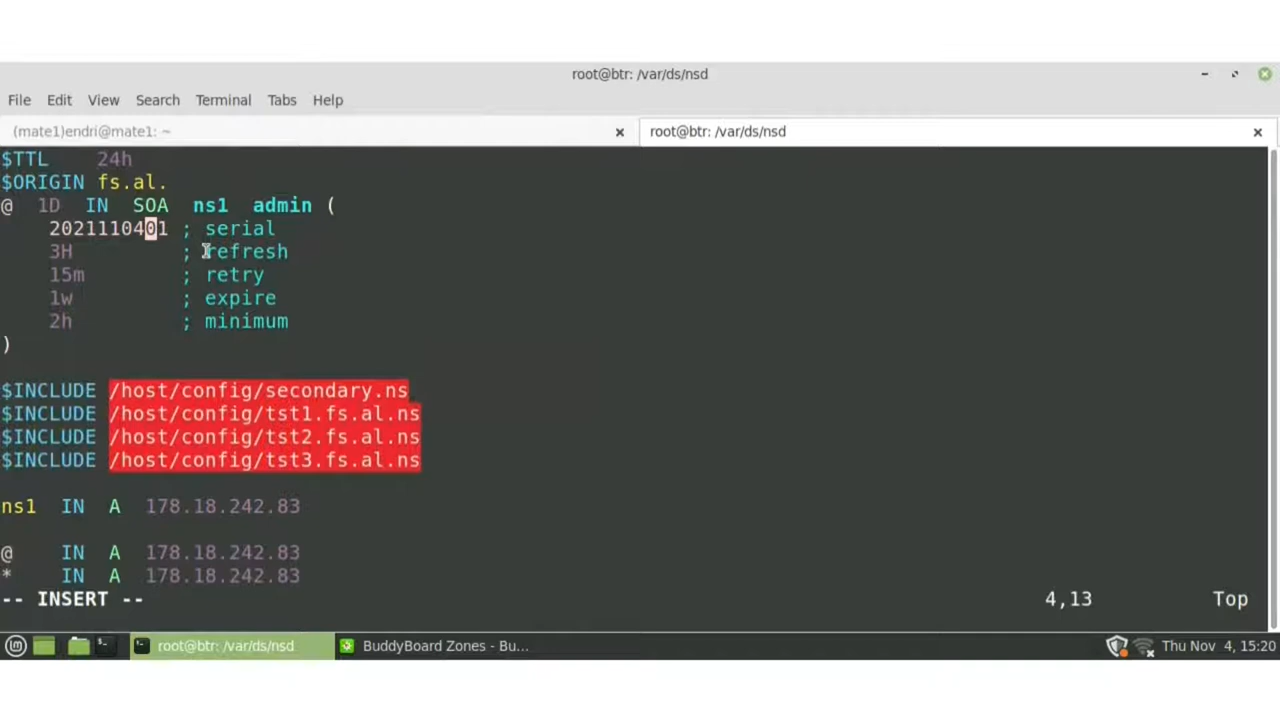 root@btr: /var/ds/nsd
File Edit View Search Terminal Tabs Help
(mate1)endri@mate1: ~ root@btr: /var/ds/nsd
$TTL 24h
$ORIGIN fs.al.
@ 1D IN SOA ns1 admin (
2021110401 ; serial
3H ; refresh
15m ; retry
1w ; expire
2h ; minimum
)
$INCLUDE /host/config/secondary.ns
$INCLUDE /host/config/tst1.fs.al.ns
$INCLUDE /host/config/tst2.fs.al.ns
$INCLUDE /host/config/tst3.fs.al.ns
ns1 IN A 178.18.242.83
@ IN A 178.18.242.83
* IN A 178.18.242.83
-- INSERT -- 4,13 Top
root@btr: /var/ds/nsd BuddyBoard Zones - Bu... Thu Nov 4, 15:20